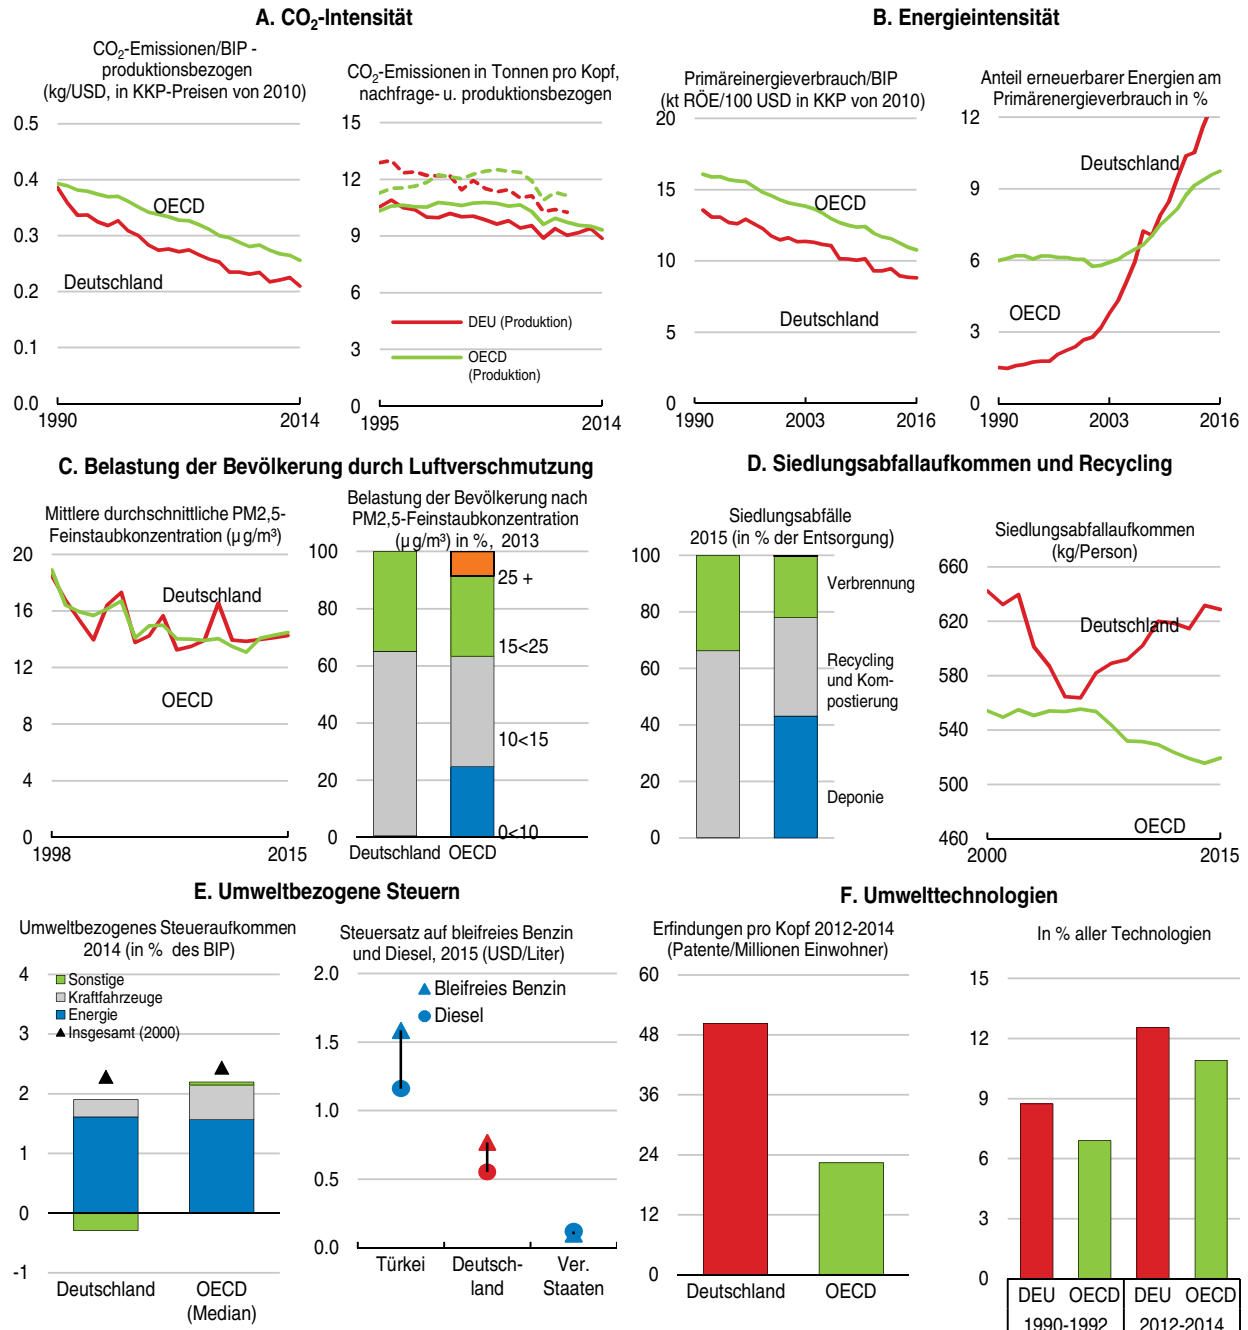 A. CO₂-Intensität
CO₂-Emissionen/BIP -
produktionsbezogen
(kg/USD, in KKP-Preisen von 2010)
0.5
0.4
0.3
0.2
0.1
0.0
OECD
Deutschland
1990
2014
CO₂-Emissionen in Tonnen pro Kopf,
nachfrage- u. produktionsbezogen
15
12
9
6
3
0
DEU (Produktion)
OECD
(Produktion)
1995
2014
B. Energieintensität
Primäreinergieverbrauch/BIP
(kt RÖE/100 USD in KKP von 2010)
20
15
10
5
0
OECD
Deutschland
1990
2003
2016
Anteil erneuerbarer Energien am
Primärenergieverbrauch in %
12
9
6
3
0
Deutschland
OECD
1990
2003
2016
C. Belastung der Bevölkerung durch Luftverschmutzung
Mittlere durchschnittliche PM2,5-
Feinstaubkonzentration (µg/m³)
20
16
12
8
4
0
Deutschland
OECD
1998
2015
Belastung der Bevölkerung nach
PM2,5-Feinstaubkonzentration
(µg/m³) in %, 2013
100
80
60
40
20
0
25 +
15<25
10<15
0<10
Deutschland
OECD
D. Siedlungsabfallaufkommen und Recycling
Siedlungsabfälle
2015 (in % der Entsorgung)
100
80
60
40
20
0
Verbrennung
Recycling
und Kom-
postierung
Deponie
Siedlungsabfallaufkommen
(kg/Person)
660
620
580
540
500
460
Deutschland
OECD
2000
2015
E. Umweltbezogene Steuern
Umweltbezogenes Steueraufkommen
2014 (in % des BIP)
4
3
2
1
0
-1
Sonstige
Kraftfahrzeuge
Energie
Insgesamt (2000)
Deutschland
OECD
(Median)
Steuersatz auf bleifreies Benzin
und Diesel, 2015 (USD/Liter)
2.0
1.5
1.0
0.5
0.0
Bleifreies Benzin
Diesel
Türkei
Deutsch-
land
Ver.
Staaten
F. Umwelttechnologien
Erfindungen pro Kopf 2012-2014
(Patente/Millionen Einwohner)
60
48
36
24
12
0
Deutschland
OECD
In % aller Technologien
15
12
9
6
3
0
DEU OECD DEU OECD
1990-1992 2012-2014